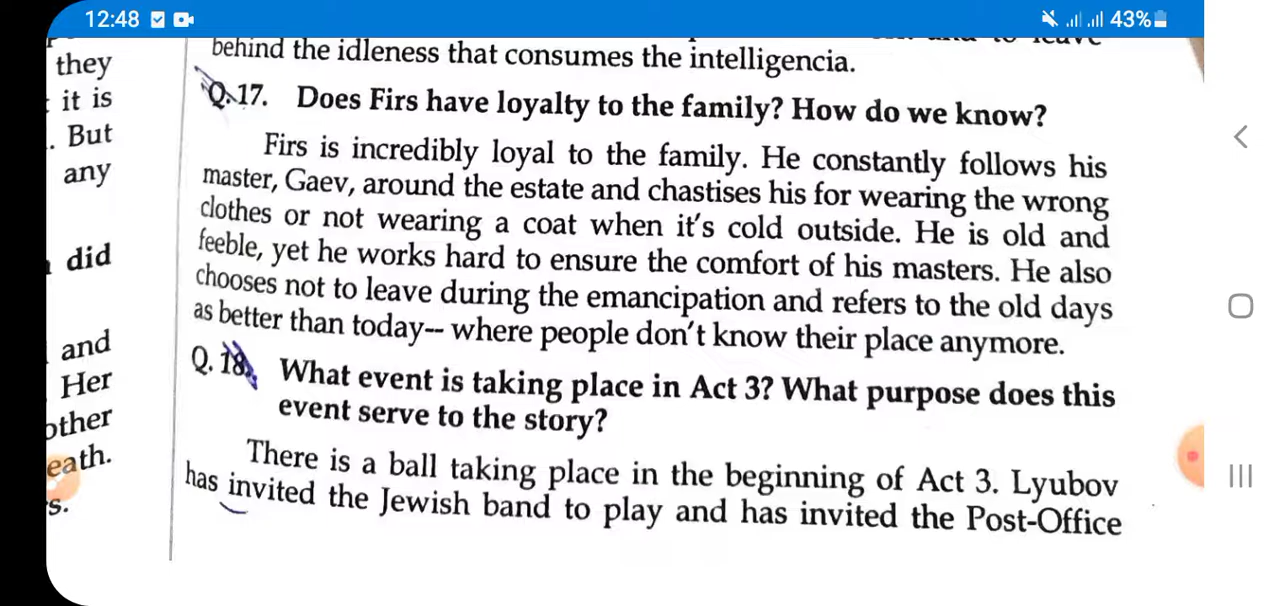 12:48
43%
behind the idleness that consumes the intelligencia.
they
it is
. But
any
did
and
Her
other
eath.
s.
Q.17. Does Firs have loyalty to the family? How do we know?
Firs is incredibly loyal to the family. He constantly follows his
master, Gaev, around the estate and chastises his for wearing the wrong
clothes or not wearing a coat when it's cold outside. He is old and
feeble, yet he works hard to ensure the comfort of his masters. He also
chooses not to leave during the emancipation and refers to the old days
as better than today-- where people don't know their place anymore.
Q. 18. What event is taking place in Act 3? What purpose does this
event serve to the story?
There is a ball taking place in the beginning of Act 3. Lyubov
has invited the Jewish band to play and has invited the Post-Office